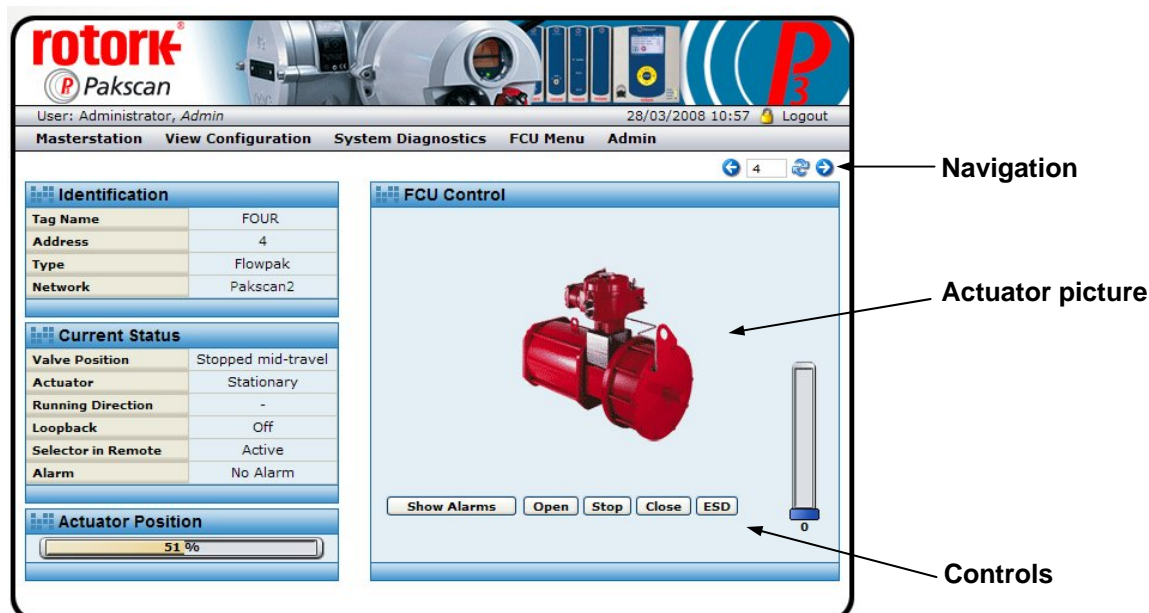 rotork
Pakscan
P3
User: Administrator, Admin
28/03/2008 10:57 Logout
Masterstation View Configuration System Diagnostics FCU Menu Admin
4
Navigation
Identification
Tag Name FOUR
Address 4
Type Flowpak
Network Pakscan2
Current Status
Valve Position Stopped mid-travel
Actuator Stationary
Running Direction -
Loopback Off
Selector in Remote Active
Alarm No Alarm
Actuator Position
51 %
FCU Control
Actuator picture
Show Alarms Open Stop Close ESD
0
Controls